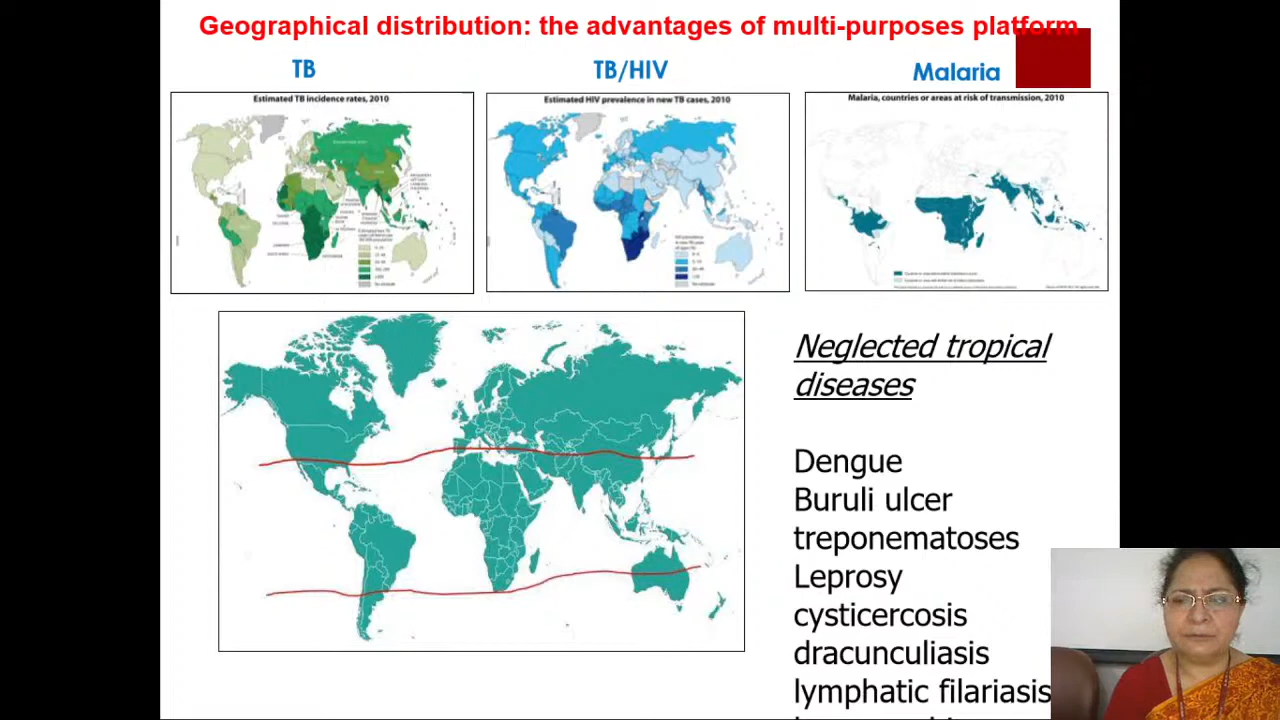 Geographical distribution: the advantages of multi-purposes platform
TB
TB/HIV
Malaria
Estimated TB incidence rates, 2010
Estimated HIV prevalence in new TB cases, 2010
Malaria, countries or areas at risk of transmission, 2010
Neglected tropical
diseases
Dengue
Buruli ulcer
treponematoses
Leprosy
cysticercosis
dracunculiasis
lymphatic filariasis